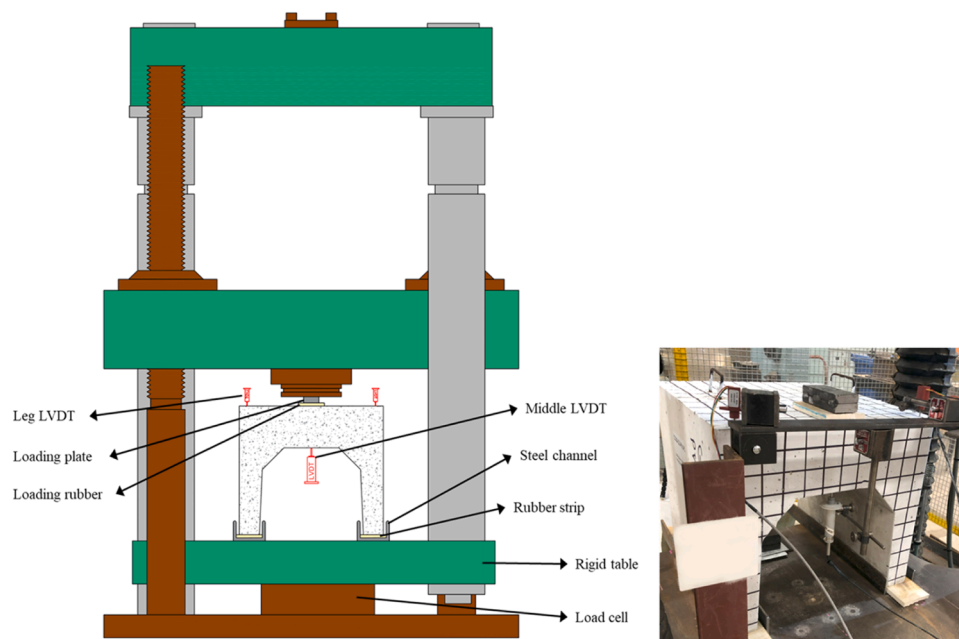 Leg LVDT
Loading plate
Loading rubber
LVDT
Middle LVDT
Steel channel
Rubber strip
Rigid table
Load cell